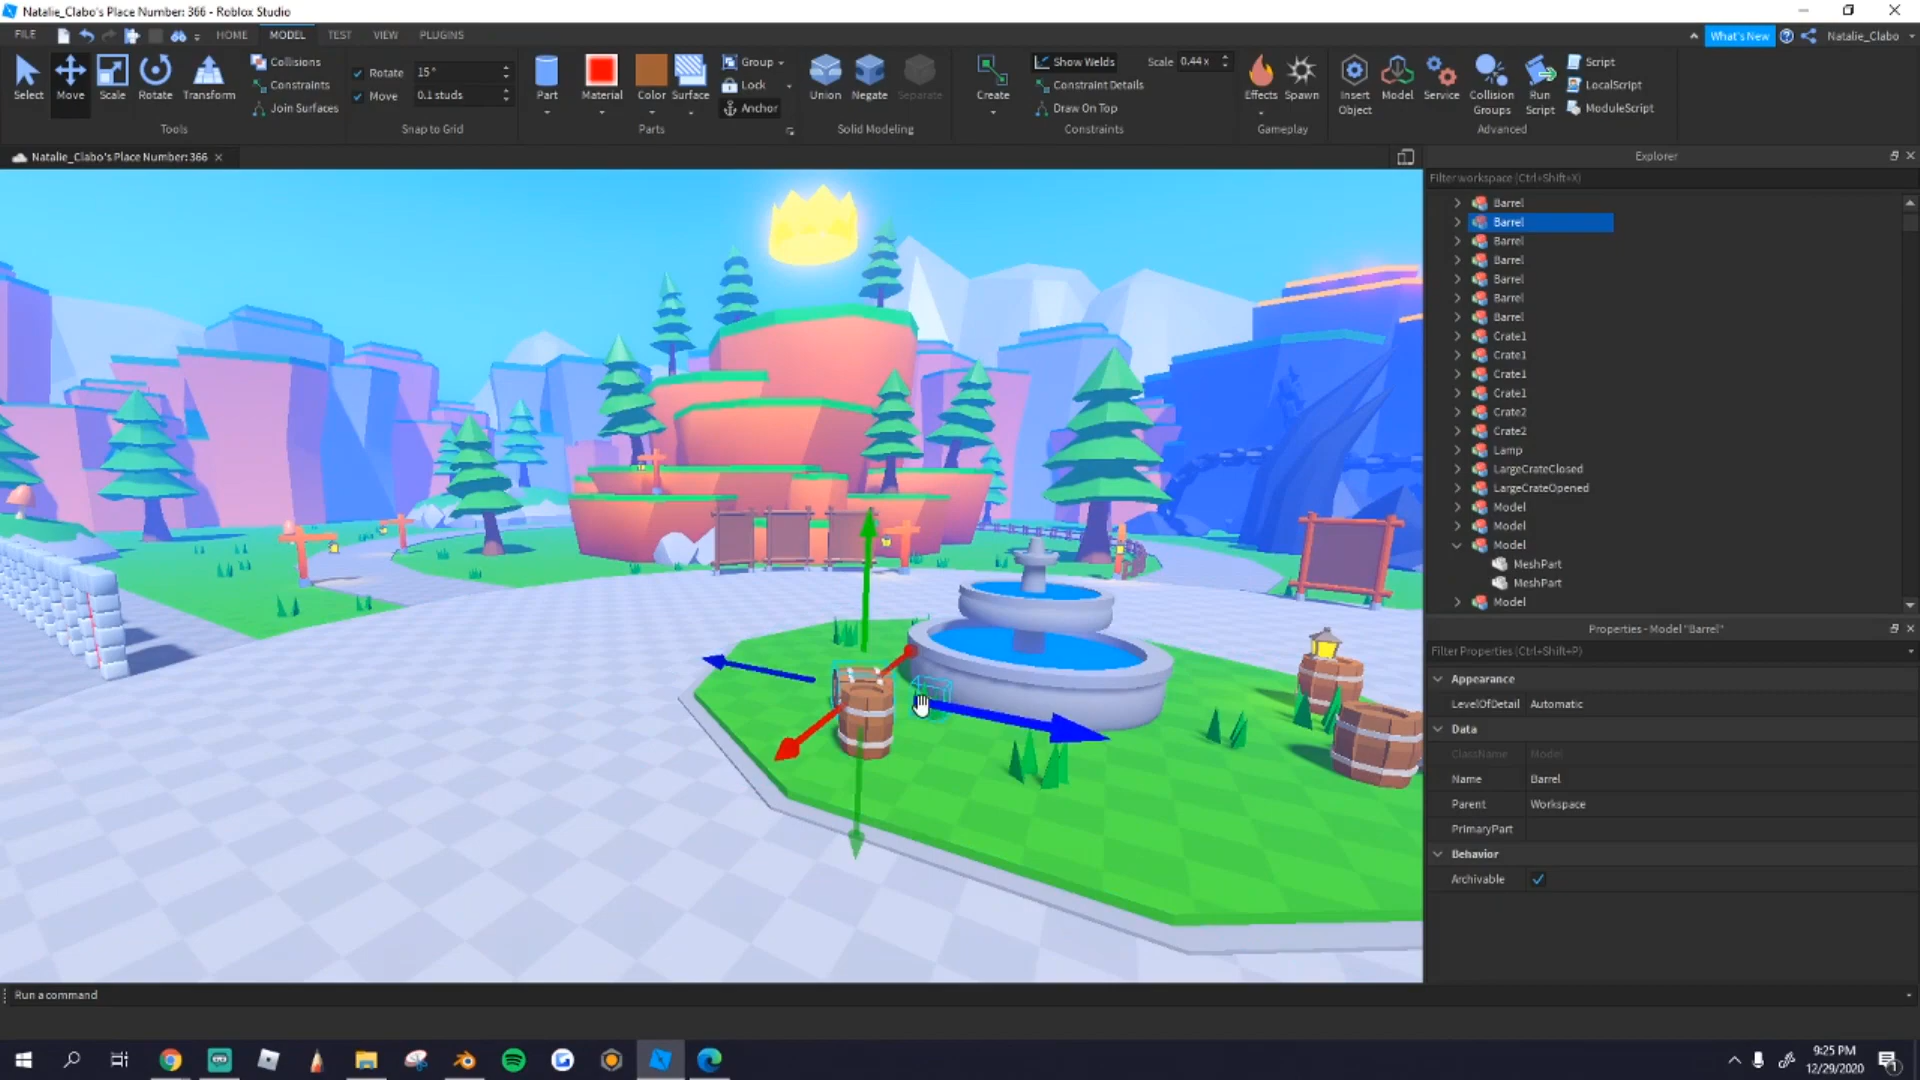 Natalie_Clabo's Place Number: 366 - Roblox Studio
FILE HOME MODEL TEST VIEW PLUGINS What's New Natalie_Clabo
Select Move Scale Rotate Transform
Collisions
Constraints
Join Surfaces
Tools
Rotate 15°
Move 0.1 studs
Snap to Grid
Part Material Color Surface
Group
Lock
Anchor
Parts
Union Negate Separate
Solid Modeling
Create
Show Welds
Constraint Details
Draw On Top
Scale 0.44 x
Constraints
Effects Spawn
Gameplay
Insert Object Model Service Collision Groups Run Script
Script
LocalScript
ModuleScript
Advanced
Natalie_Clabo's Place Number: 366
Explorer
Filter workspace (Ctrl+Shift+X)
Barrel
Barrel
Barrel
Barrel
Barrel
Barrel
Barrel
Crate1
Crate1
Crate1
Crate1
Crate2
Crate2
Lamp
LargeCrateClosed
LargeCrateOpened
Model
Model
Model
MeshPart
MeshPart
Model
Properties - Model "Barrel"
Filter Properties (Ctrl+Shift+P)
Appearance
LevelOfDetail Automatic
Data
ClassName Model
Name Barrel
Parent Workspace
PrimaryPart
Behavior
Archivable
Run a command
9:25 PM
12/29/2020
1